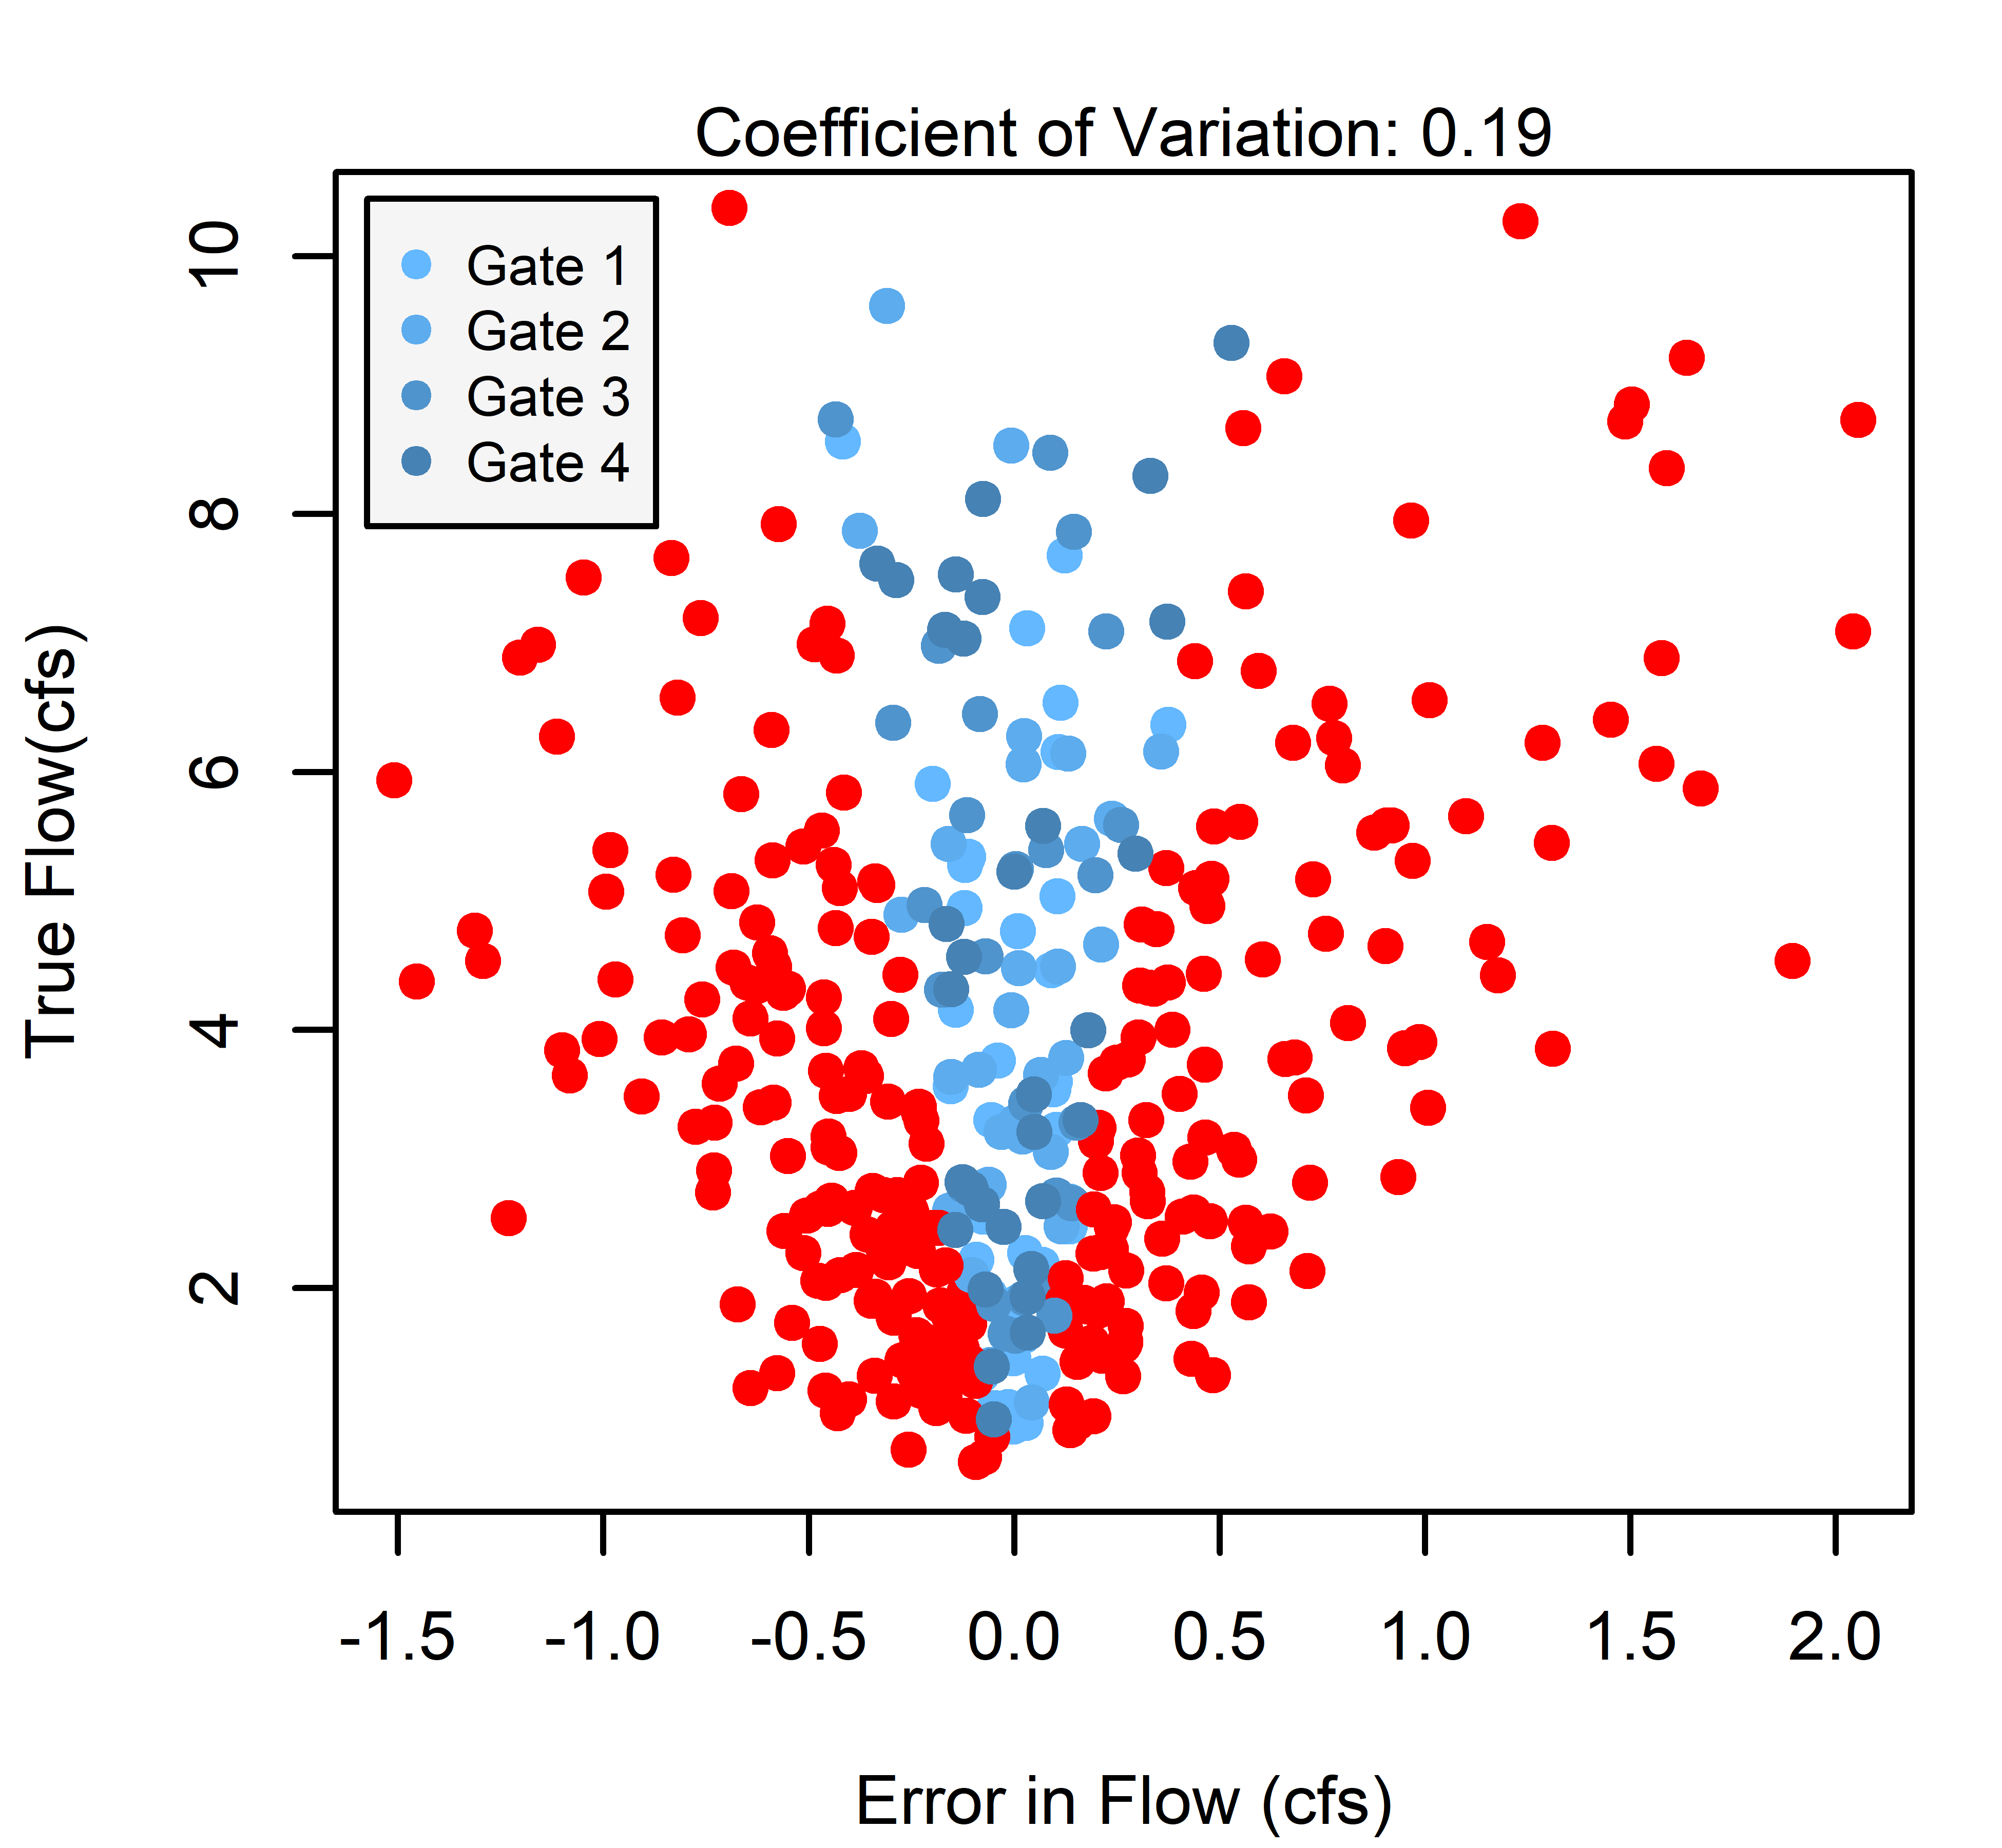 Coefficient of Variation: 0.19
Gate 1
Gate 2
Gate 3
Gate 4
True Flow(cfs)
10
8
6
4
2
-1.5 -1.0 -0.5 0.0 0.5 1.0 1.5 2.0
Error in Flow (cfs)